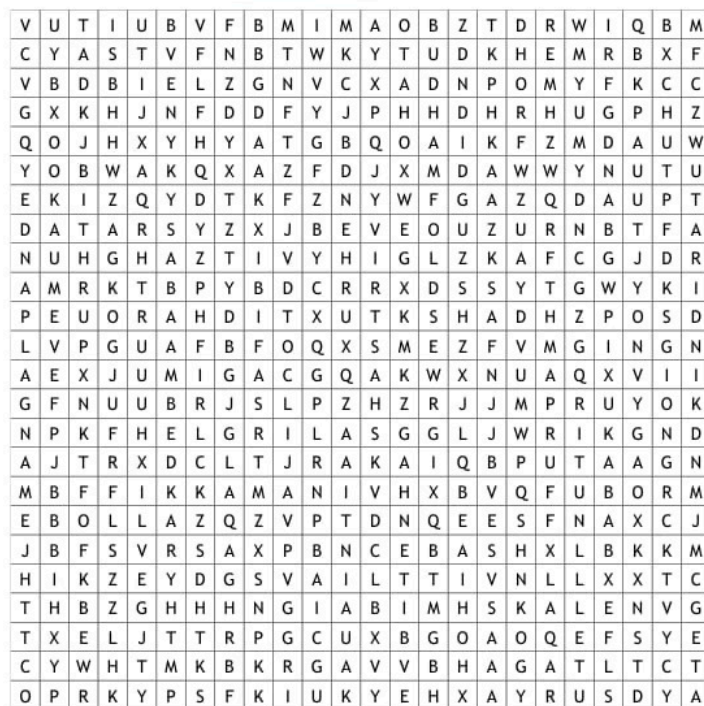 V U T I U B V F B M I M A O B Z T D R W I Q B M
C Y A S T V F N B T W K Y T U D K H E M R B X F
V B D B I E L Z G N V C X A D N P O M Y F K C C
G X K H J N F D D F Y J P H H D H R H U G P H Z
Q O J H X Y H Y A T G B Q O A I K F Z M D A U W
Y O B W A K Q X A Z F D J X M D A W W Y N U T U
E K I Z Q Y D T K F Z N Y W F G A Z Q D A U P T
D A T A R S Y Z X J B E V E O U Z U R N B T F A
N U H G H A Z T I V Y H I G L Z K A F C G J D R
A M R K T B P Y B D C R R X D S S Y T G W Y K I
P E U O R A H D I T X U T K S H A D H Z P O S D
L V P G U A F B F O Q X S M E Z F V M G I N G N
A E X J U M I G A C G Q A K W X N U A Q X V I I
G F N U U B R J S L P Z H Z R J J M P R U Y O K
N P K F H E L G R I L A S G G L J W R I K G N D
A J T R X D C L T J R A K A I Q B P U T A A G N
M B F F I K K A M A N I V H X B V Q F U B O R M
E B O L L A Z Q Z V P T D N Q E E S F N A X C J
J B F S V R S A X P B N C E B A S H X L B K K M
H I K Z E Y D G S V A I L T T I V N L L X X T C
T H B Z G H H H N G I A B I M H S K A L E N V G
T X E L J T T R P G C U X B G O A O Q E F S Y E
C Y W H T M K B K R G A V V B H A G A T L T C T
O P R K Y P S F K I U K Y E H X A Y R U S D Y A